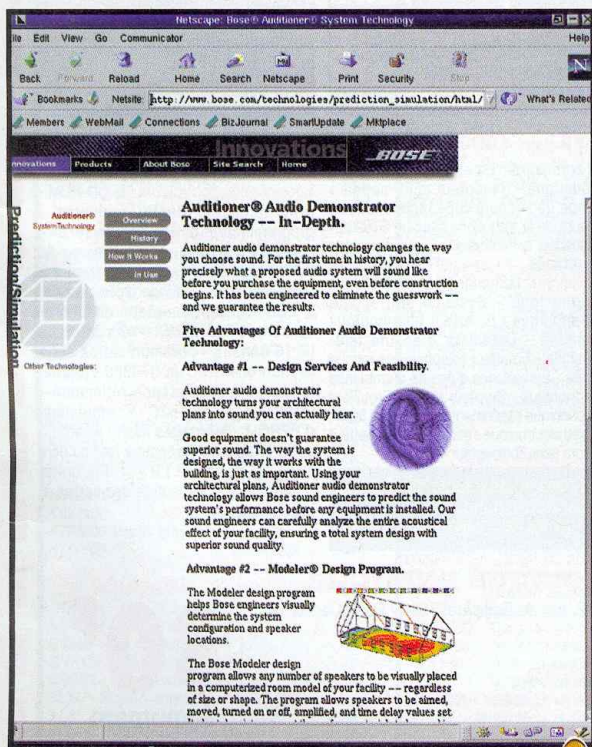 Netscape: Bose® Auditioner® System Technology
File Edit View Go Communicator Help
Back Forward Reload Home Search Netscape Print Security Stop
Bookmarks Netsite: http://www.bose.com/technologies/prediction_simulation/html/ What's Related
Members WebMail Connections BizJournal SmartUpdate Mktplace
Innovations
BOSE
Innovations Products About Bose Site Search Home
Prediction/Simulation
Auditioner®
System Technology
Overview
History
How It Works
In Use
Other Technologies:
Auditioner® Audio Demonstrator
Technology -- In-Depth.
Auditioner audio demonstrator technology changes the way
you choose sound. For the first time in history, you hear
precisely what a proposed audio system will sound like
before you purchase the equipment, even before construction
begins. It has been engineered to eliminate the guesswork --
and we guarantee the results.
Five Advantages Of Auditioner Audio Demonstrator
Technology:
Advantage #1 -- Design Services And Feasibility.
Auditioner audio demonstrator
technology turns your architectural
plans into sound you can actually hear.
Good equipment doesn't guarantee
superior sound. The way the system is
designed, the way it works with the
building, is just as important. Using your
architectural plans, Auditioner audio demonstrator
technology allows Bose sound engineers to predict the sound
system's performance before any equipment is installed. Our
sound engineers can carefully analyze the entire acoustical
effect of your facility, ensuring a total system design with
superior sound quality.
Advantage #2 -- Modeler® Design Program.
The Modeler design program
helps Bose engineers visually
determine the system
configuration and speaker
locations.
The Bose Modeler design
program allows any number of speakers to be visually placed
in a computerized room model of your facility -- regardless
of size or shape. The program allows speakers to be aimed,
moved, turned on or off, amplified, and time delay values set.